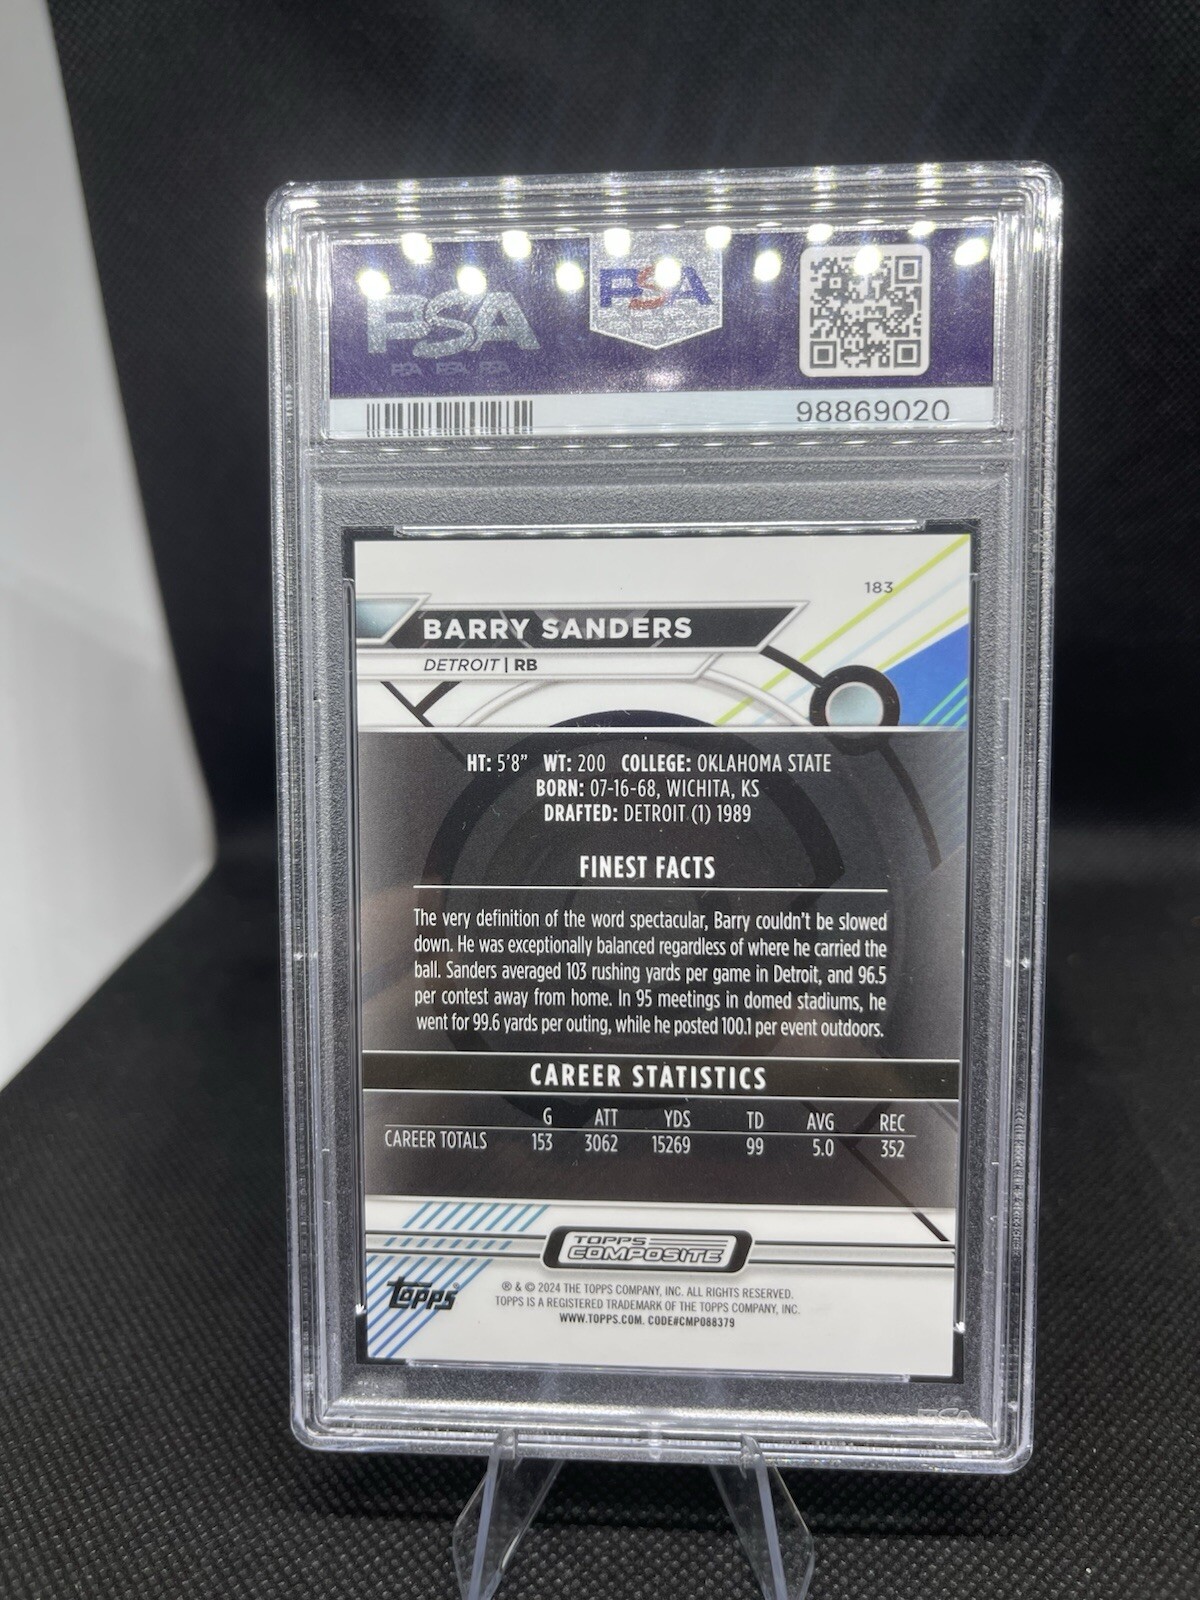 PSA
PSA
PSA PSA PSA
98869020
183
BARRY SANDERS
DETROIT | RB
HT: 5'8" WT: 200 COLLEGE: OKLAHOMA STATE
BORN: 07-16-68, WICHITA, KS
DRAFTED: DETROIT (1) 1989
FINEST FACTS
The very definition of the word spectacular, Barry couldn't be slowed
down. He was exceptionally balanced regardless of where he carried the
ball. Sanders averaged 103 rushing yards per game in Detroit, and 96.5
per contest away from home. In 95 meetings in domed stadiums, he
went for 99.6 yards per outing, while he posted 100.1 per event outdoors.
CAREER STATISTICS
G ATT YDS TD AVG REC
CAREER TOTALS 153 3062 15269 99 5.0 352
TOPPS
COMPOSITE
topps
® & © 2024 THE TOPPS COMPANY, INC. ALL RIGHTS RESERVED.
TOPPS IS A REGISTERED TRADEMARK OF THE TOPPS COMPANY, INC.
WWW.TOPPS.COM. CODE#CMP088379
PSA